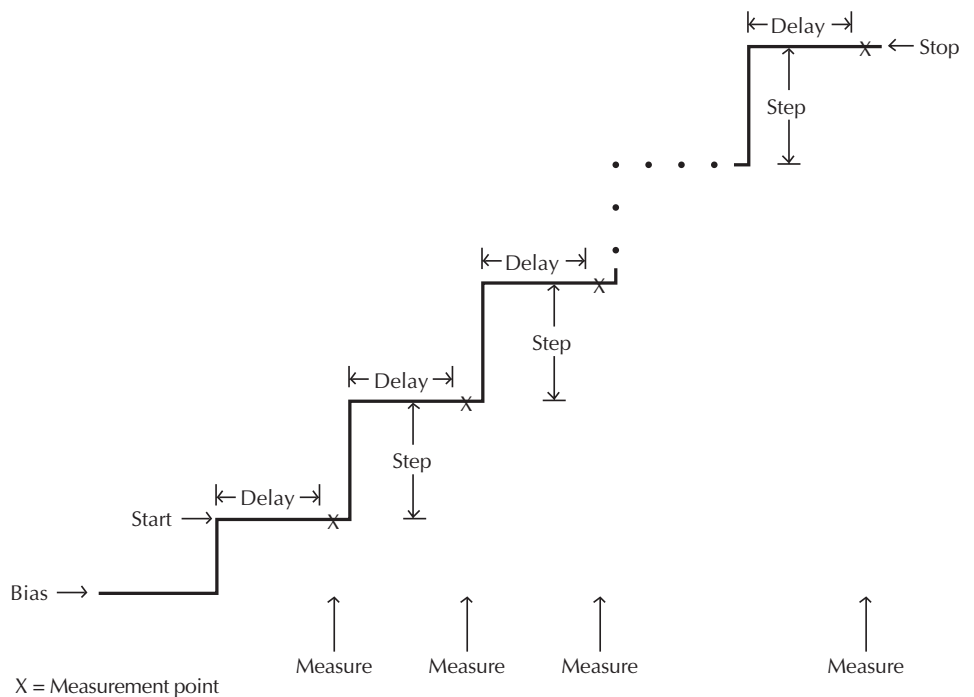 Delay
X
Stop
Step
Delay
X
Step
Delay
X
Step
Delay
Start
X
Bias
Measure
Measure
Measure
Measure
X = Measurement point